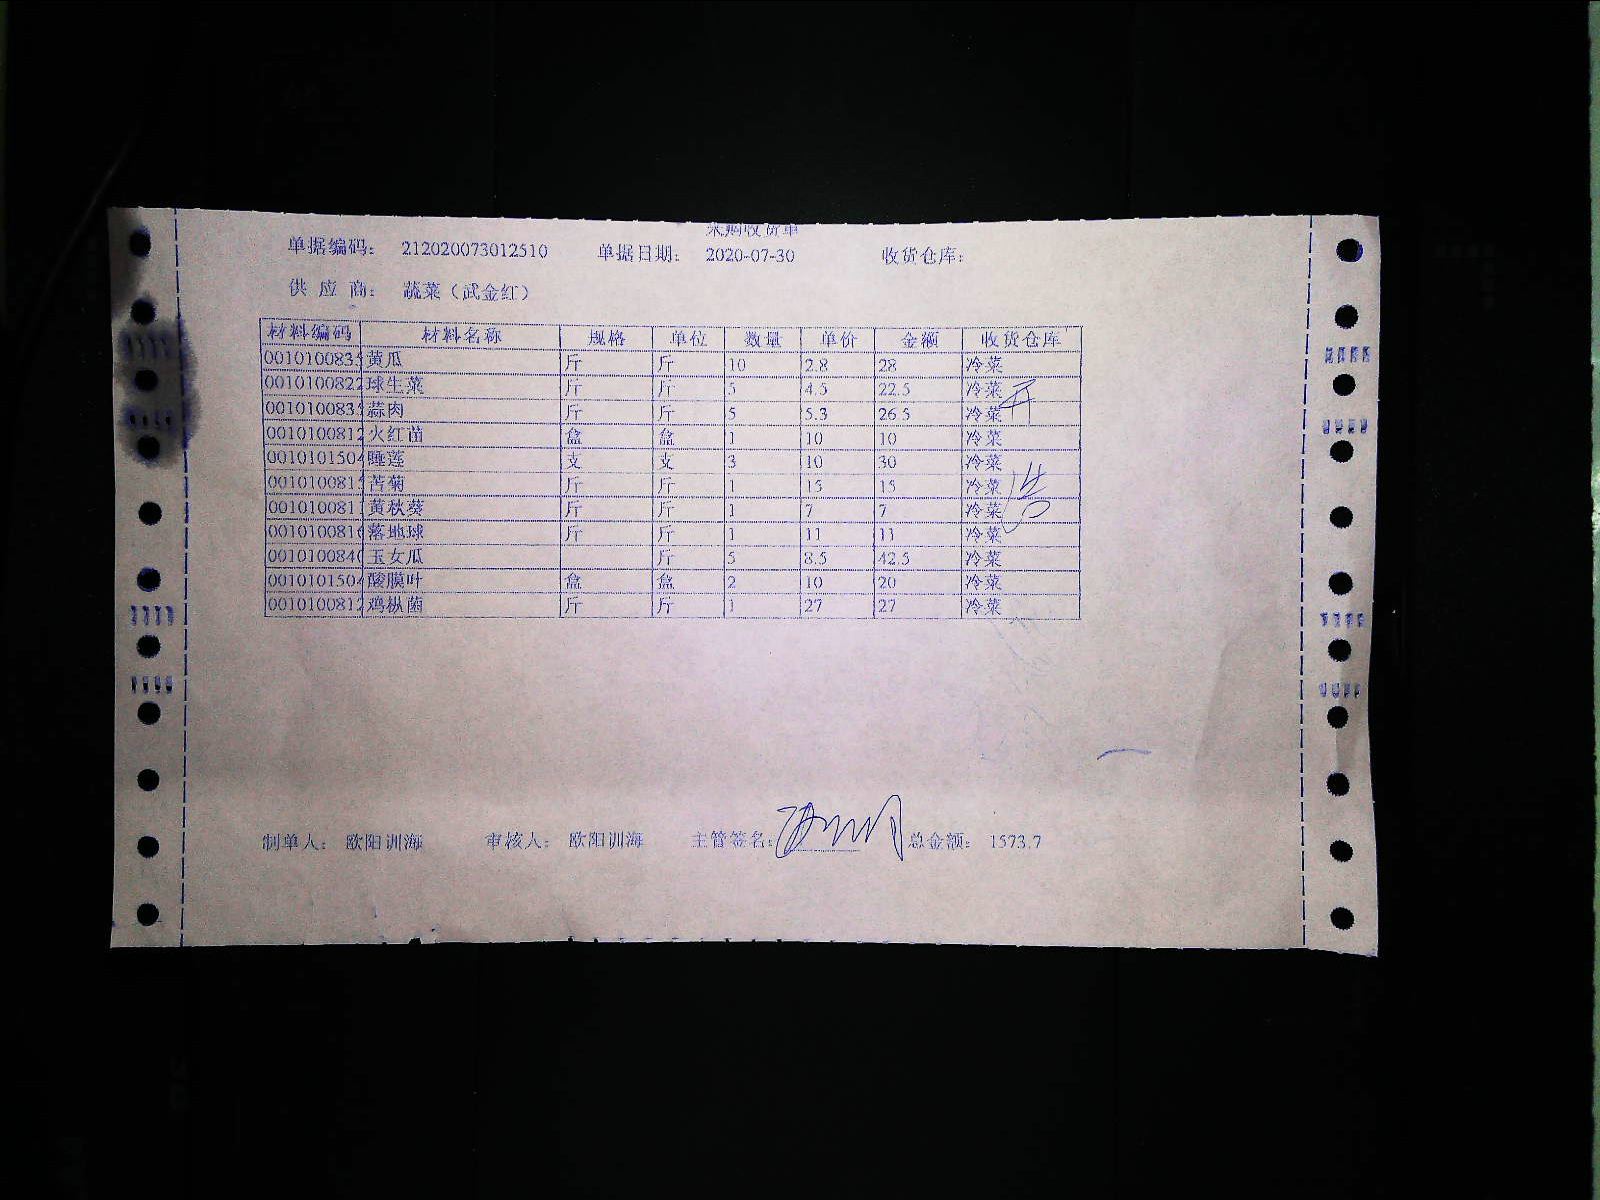 采购收货单
单据编码： 212020073012510 单据日期： 2020-07-30 收货仓库：
供 应 商： 蔬菜（武金红）
材料编码 材料名称 规格 单位 数量 单价 金额 收货仓库
0010100835 黄瓜 斤 斤 10 2.8 28 冷菜
0010100822 球生菜 斤 斤 5 4.5 22.5 冷菜
0010100835 蒜肉 斤 斤 5 5.3 26.5 冷菜
0010100812 火红苗 盒 盒 1 10 10 冷菜
0010101504 睡莲 支 支 3 10 30 冷菜
0010100815 苦菊 斤 斤 1 15 15 冷菜
001010081 黄秋葵 斤 斤 1 7 7 冷菜
001010081 落地球 斤 斤 1 11 11 冷菜
001010084 玉女瓜 斤 5 8.5 42.5 冷菜
0010101504 酸膜叶 盒 盒 2 10 20 冷菜
0010100812 鸡枞菌 斤 斤 1 27 27 冷菜
制单人： 欧阳训海 审核人： 欧阳训海 主管签名： 总金额： 1573.7